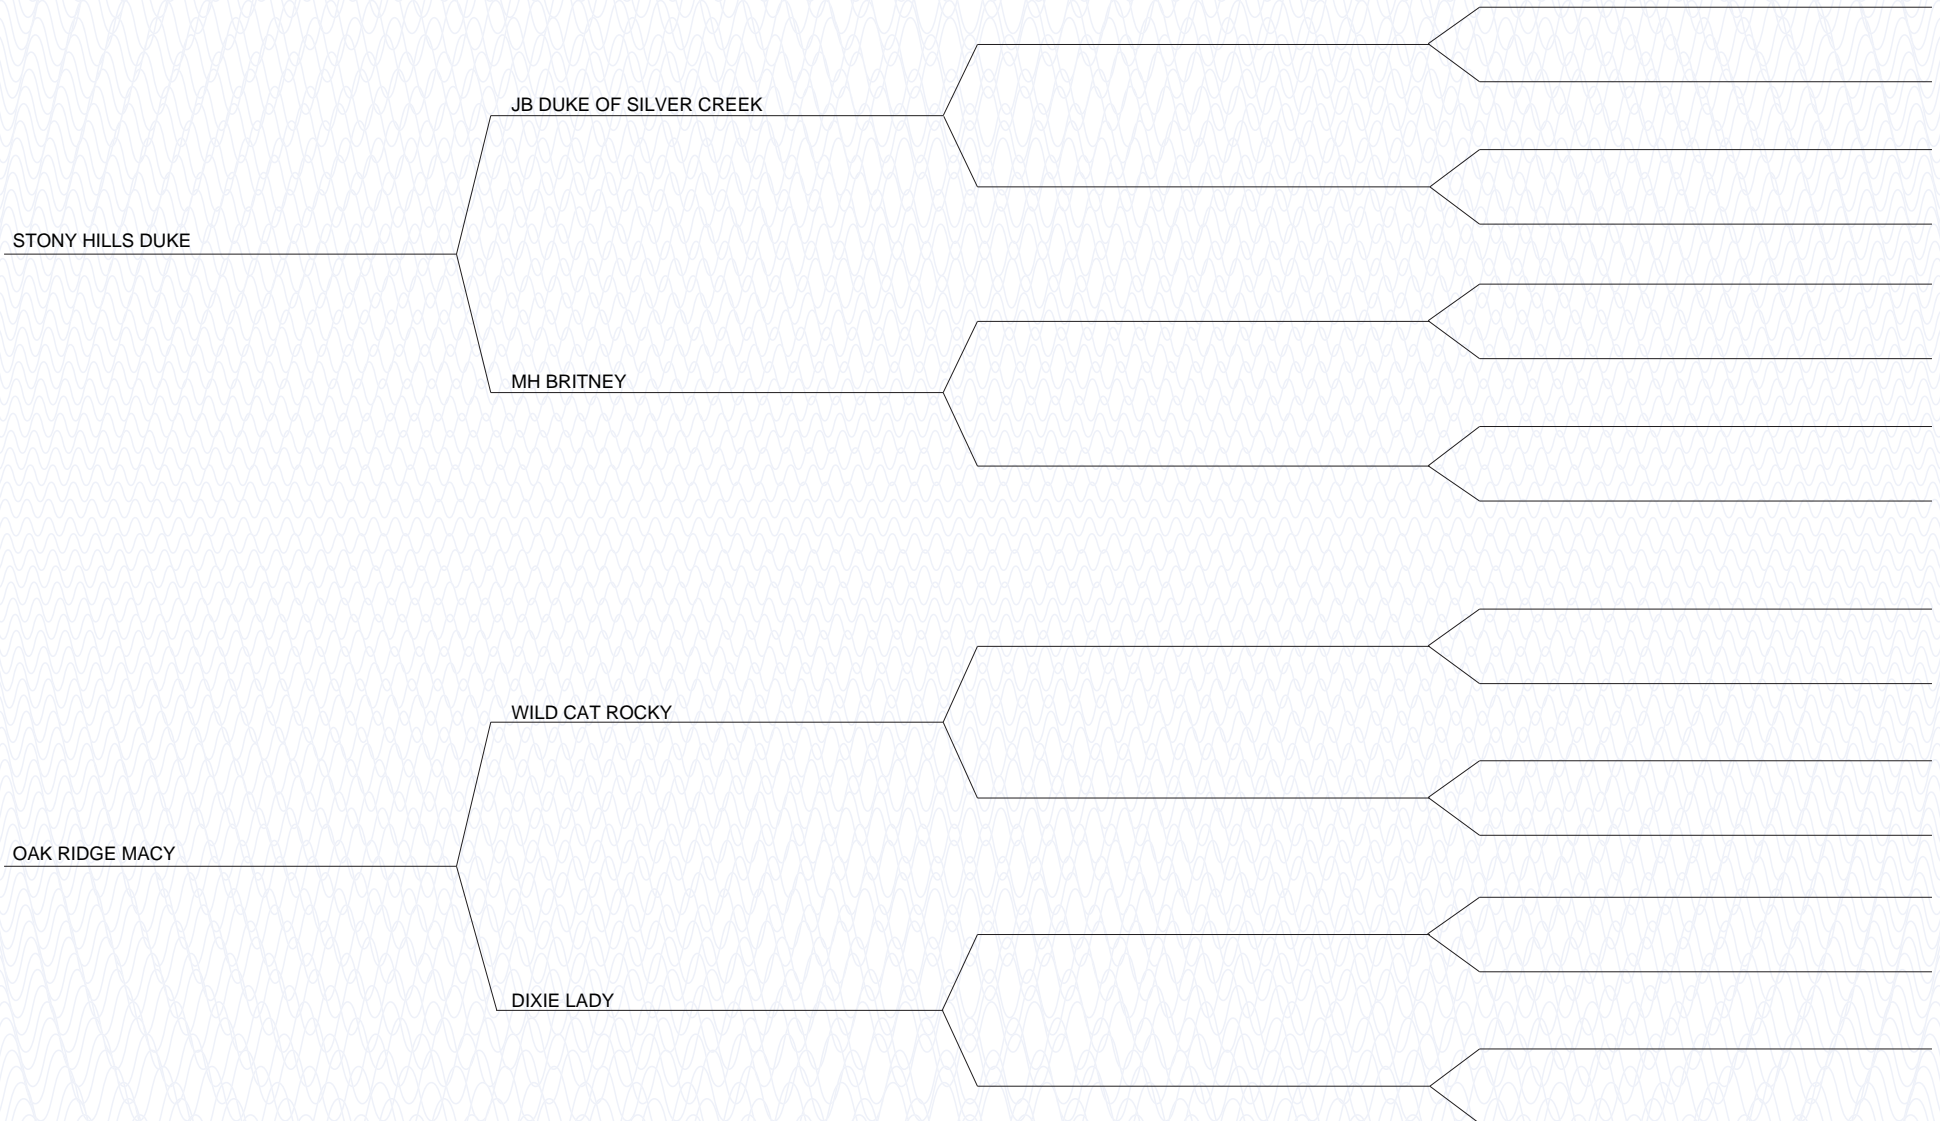 JB DUKE OF SILVER CREEK
STONY HILLS DUKE
MH BRITNEY
WILD CAT ROCKY
OAK RIDGE MACY
DIXIE LADY